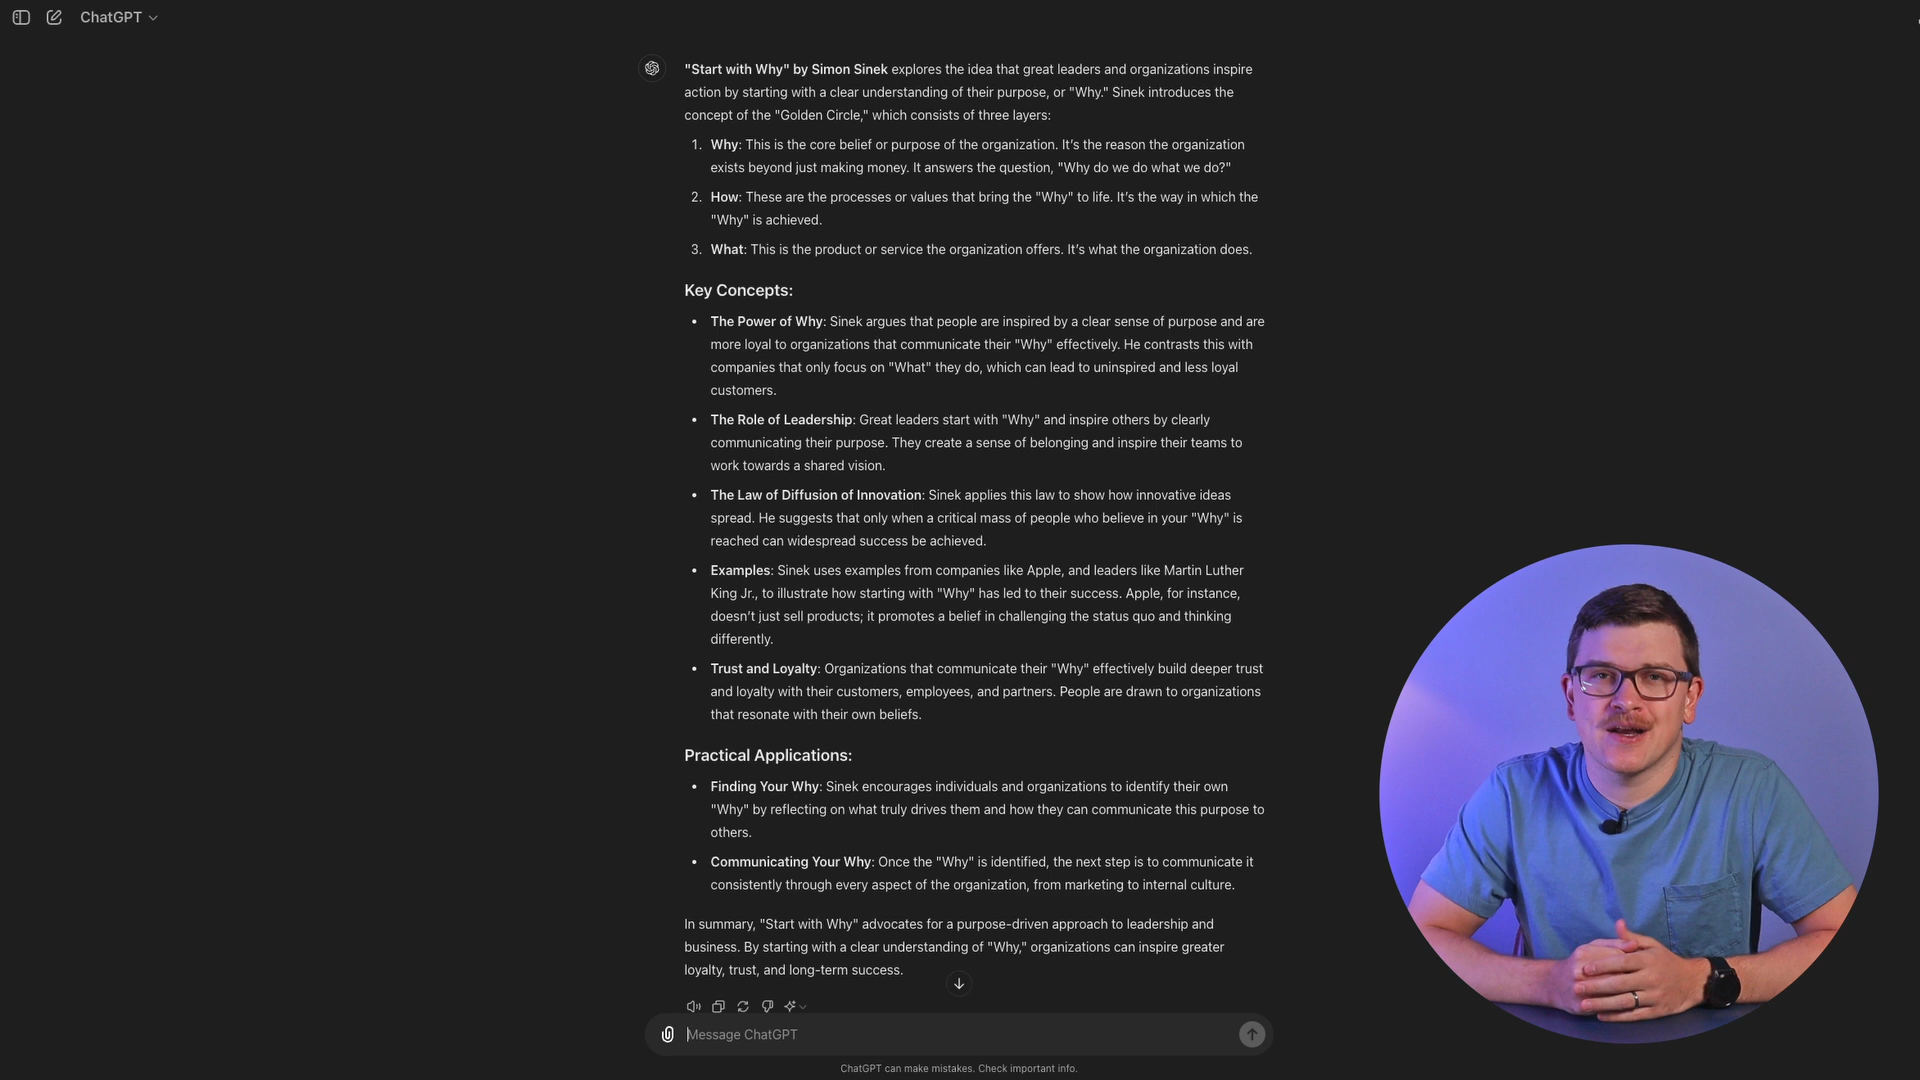 ChatGPT
"Start with Why" by Simon Sinek explores the idea that great leaders and organizations inspire
action by starting with a clear understanding of their purpose, or "Why." Sinek introduces the
concept of the "Golden Circle," which consists of three layers:
1. Why: This is the core belief or purpose of the organization. It’s the reason the organization
exists beyond just making money. It answers the question, "Why do we do what we do?"
2. How: These are the processes or values that bring the "Why" to life. It’s the way in which the
"Why" is achieved.
3. What: This is the product or service the organization offers. It’s what the organization does.
Key Concepts:
• The Power of Why: Sinek argues that people are inspired by a clear sense of purpose and are
more loyal to organizations that communicate their "Why" effectively. He contrasts this with
companies that only focus on "What" they do, which can lead to uninspired and less loyal
customers.
• The Role of Leadership: Great leaders start with "Why" and inspire others by clearly
communicating their purpose. They create a sense of belonging and inspire their teams to
work towards a shared vision.
• The Law of Diffusion of Innovation: Sinek applies this law to show how innovative ideas
spread. He suggests that only when a critical mass of people who believe in your "Why" is
reached can widespread success be achieved.
• Examples: Sinek uses examples from companies like Apple, and leaders like Martin Luther
King Jr., to illustrate how starting with "Why" has led to their success. Apple, for instance,
doesn’t just sell products; it promotes a belief in challenging the status quo and thinking
differently.
• Trust and Loyalty: Organizations that communicate their "Why" effectively build deeper trust
and loyalty with their customers, employees, and partners. People are drawn to organizations
that resonate with their own beliefs.
Practical Applications:
• Finding Your Why: Sinek encourages individuals and organizations to identify their own
"Why" by reflecting on what truly drives them and how they can communicate this purpose to
others.
• Communicating Your Why: Once the "Why" is identified, the next step is to communicate it
consistently through every aspect of the organization, from marketing to internal culture.
In summary, "Start with Why" advocates for a purpose-driven approach to leadership and
business. By starting with a clear understanding of "Why," organizations can inspire greater
loyalty, trust, and long-term success.
Message ChatGPT
ChatGPT can make mistakes. Check important info.